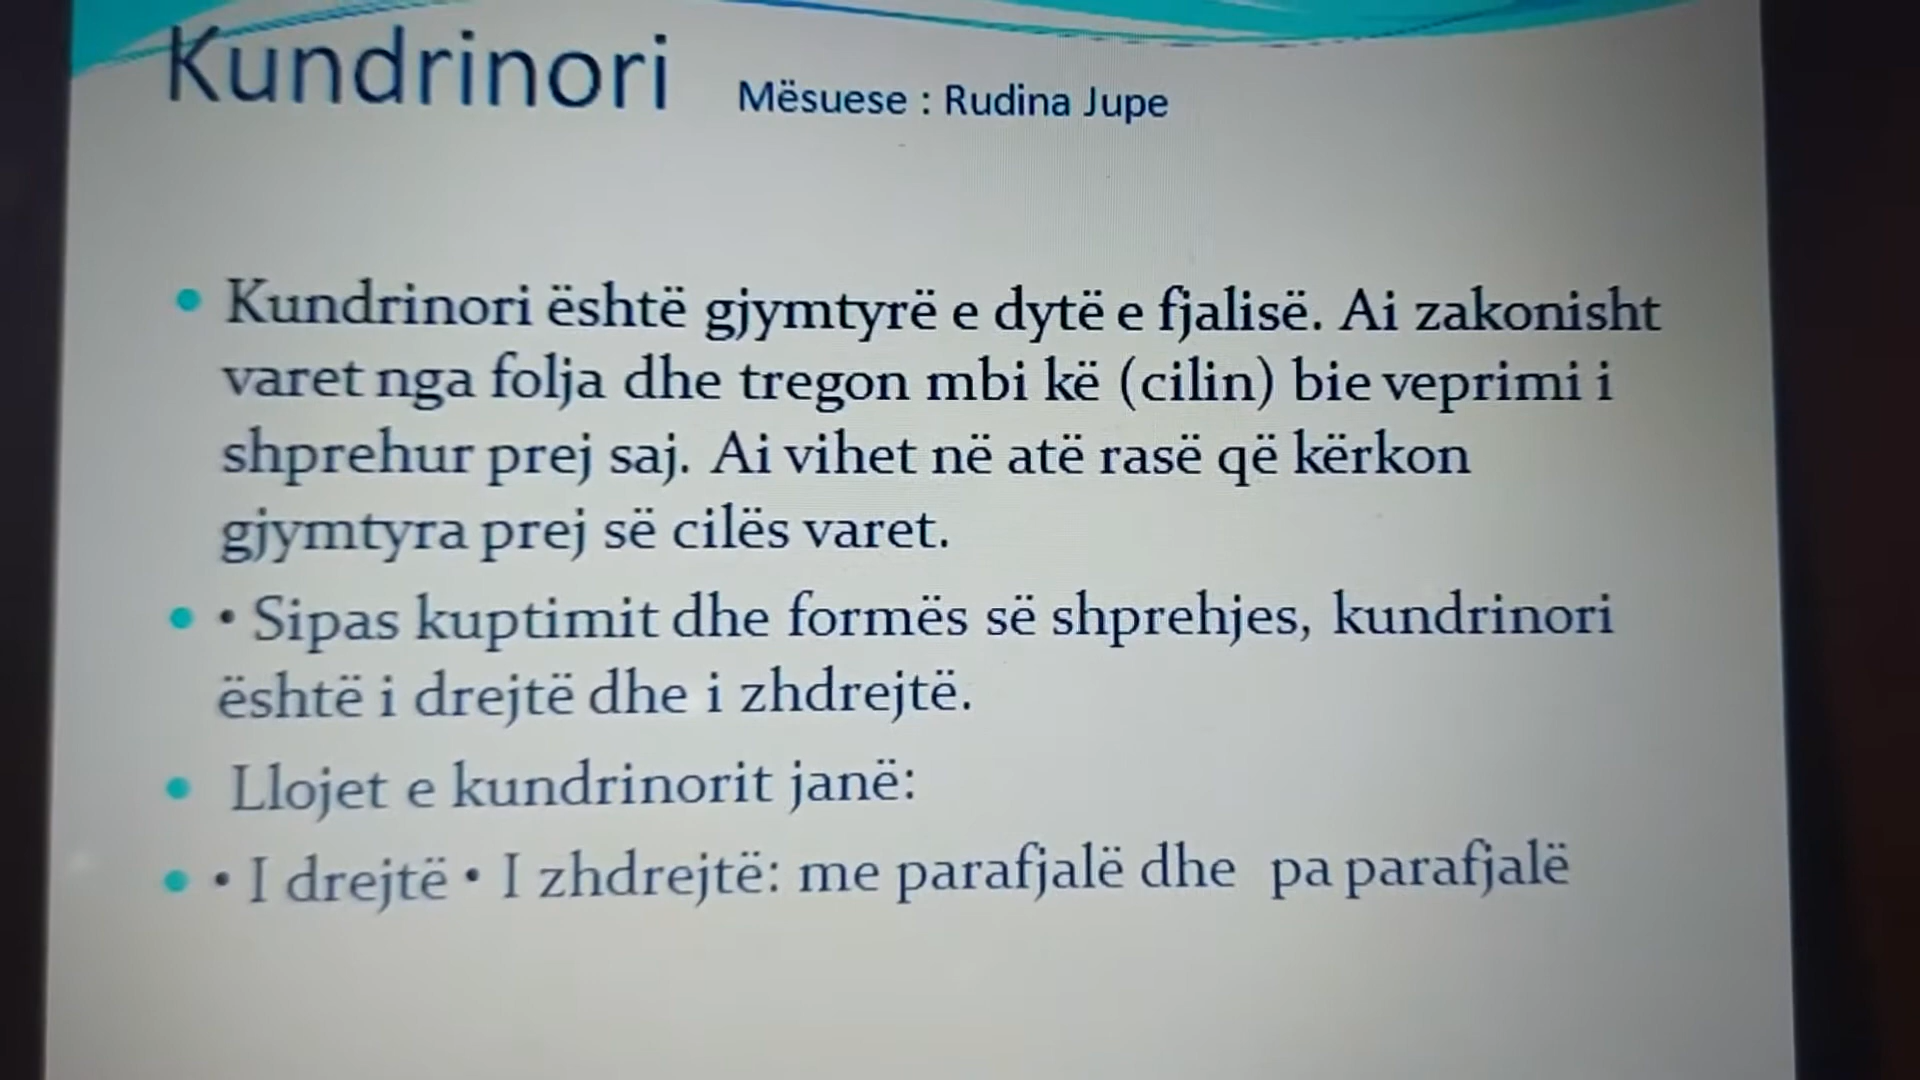 Kundrinori Mësuese : Rudina Jupe
• Kundrinori është gjymtyrë e dytë e fjalisë. Ai zakonisht
varet nga folja dhe tregon mbi kë (cilin) bie veprimi i
shprehur prej saj. Ai vihet në atë rasë që kërkon
gjymtyra prej së cilës varet.
• • Sipas kuptimit dhe formës së shprehjes, kundrinori
është i drejtë dhe i zhdrejtë.
• Llojet e kundrinorit janë:
• • I drejtë • I zhdrejtë: me parafjalë dhe pa parafjalë